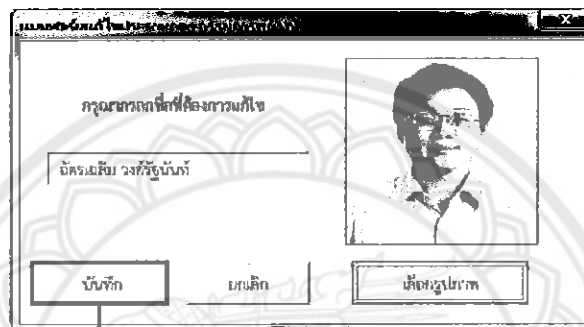 กรุณากรอกชื่อที่ต้องการแก้ไข
ฉัตรเฉลิม วงศ์รัฐนันท์
บันทึก
ยกเลิก
เลือกรูปภาพ